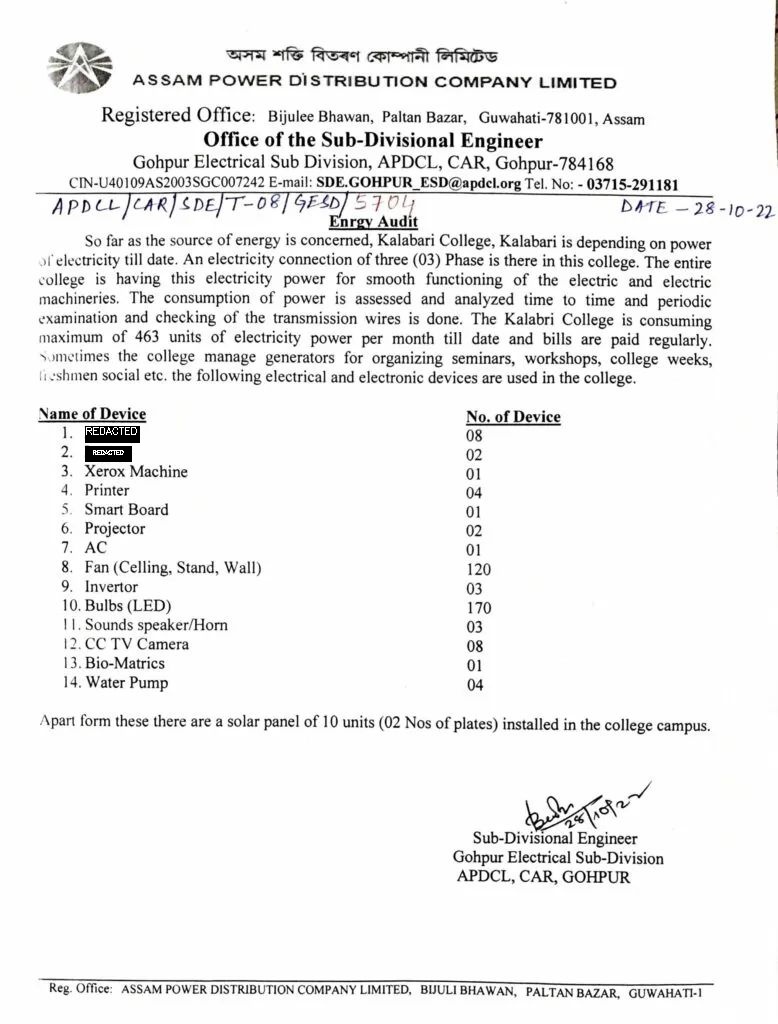 অসম শক্তি বিতৰণ কোম্পানী লিমিটেড
ASSAM POWER DISTRIBUTION COMPANY LIMITED
Registered Office: Bijulee Bhawan, Paltan Bazar, Guwahati-781001, Assam
Office of the Sub-Divisional Engineer
Gohpur Electrical Sub Division, APDCL, CAR, Gohpur-784168
CIN-U40109AS2003SGC007242 E-mail: SDE.GOHPUR_ESD@apdcl.org Tel. No: - 03715-291181
APDCL/CAR/SDE/T-08/GESD/5704 DATE - 28-10-22
Enrgy Audit
So far as the source of energy is concerned, Kalabari College, Kalabari is depending on power
of electricity till date. An electricity connection of three (03) Phase is there in this college. The entire
college is having this electricity power for smooth functioning of the electric and electric
machineries. The consumption of power is assessed and analyzed time to time and periodic
examination and checking of the transmission wires is done. The Kalabri College is consuming
maximum of 463 units of electricity power per month till date and bills are paid regularly.
Sometimes the college manage generators for organizing seminars, workshops, college weeks,
freshmen social etc. the following electrical and electronic devices are used in the college.
Name of Device No. of Device
1. REDACTED 08
2. REDACTED 02
3. Xerox Machine 01
4. Printer 04
5. Smart Board 01
6. Projector 02
7. AC 01
8. Fan (Celling, Stand, Wall) 120
9. Invertor 03
10. Bulbs (LED) 170
11. Sounds speaker/Horn 03
12. CC TV Camera 08
13. Bio-Matrics 01
14. Water Pump 04
Apart form these there are a solar panel of 10 units (02 Nos of plates) installed in the college campus.
28/10/22
Sub-Divisional Engineer
Gohpur Electrical Sub-Division
APDCL, CAR, GOHPUR
Reg. Office: ASSAM POWER DISTRIBUTION COMPANY LIMITED, BIJULI BHAWAN, PALTAN BAZAR, GUWAHATI-1